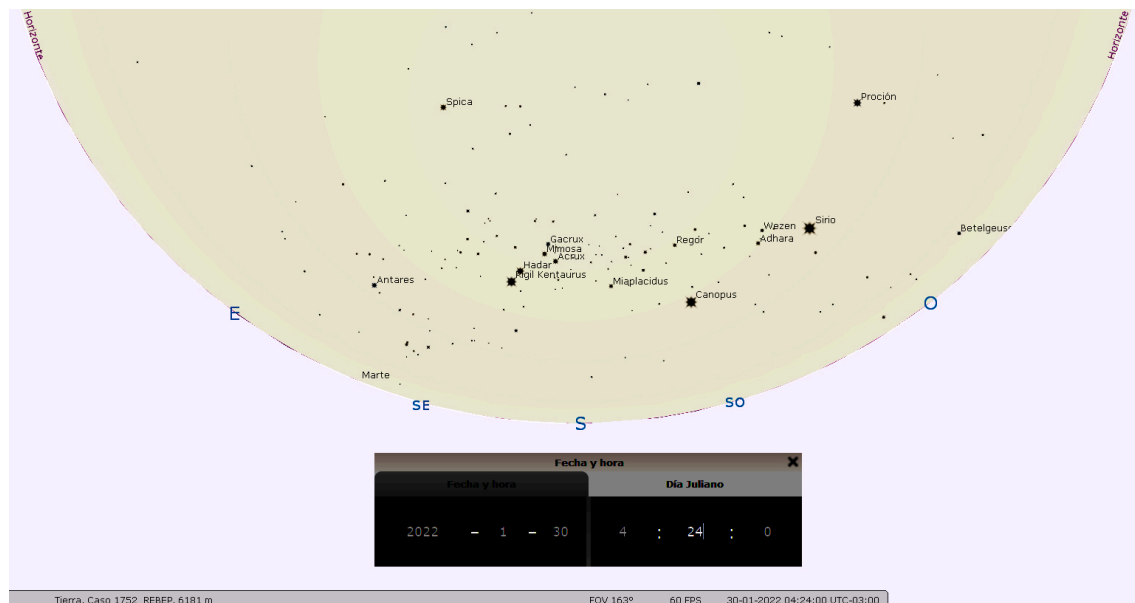 Horizonte
Horizonte
Spica
Proción
Sirio
Wezen
Betelgeuse
Gacrux
Regor
Adhara
Mimosa
Acrux
Hadar
Rigil Kentaurus
Antares
Miaplacidus
Canopus
E
O
Marte
SE
SO
S
Fecha y hora
Fecha y hora
Día Juliano
2022 - 1 - 30 4 : 24 : 0
Tierra, Caso 1752 REBEP, 6181 m FOV 163° 60 FPS 30-01-2022 04:24:00 UTC-03:00